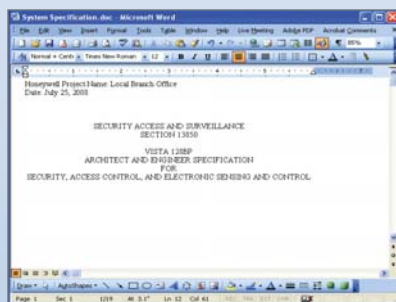 System Specification.doc - Microsoft Word
File Edit View Insert Format Tools Table Window Help Live Meeting Adobe PDF Acrobat Comments
Normal + Centr Times New Roman 12 B I U
85%
Honeywell Project Name: Local Branch Office
Date: July 25, 2008
SECURITY ACCESS AND SURVEILLANCE
SECTION 13850
VISTA 128BP
ARCHITECT AND ENGINEER SPECIFICATION
FOR
SECURITY, ACCESS CONTROL, AND ELECTRONIC SENSING AND CONTROL
Draw AutoShapes
Page 1 Sec 1 1/19 At 3.1" Ln 12 Col 61